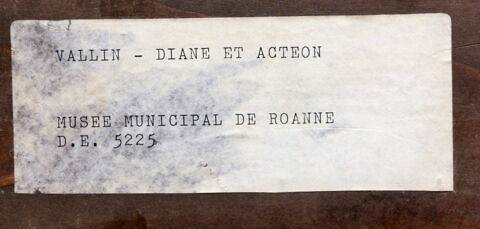 VALLIN - DIANE ET ACTEON
MUSEE MUNICIPAL DE ROANNE
D.E. 5225